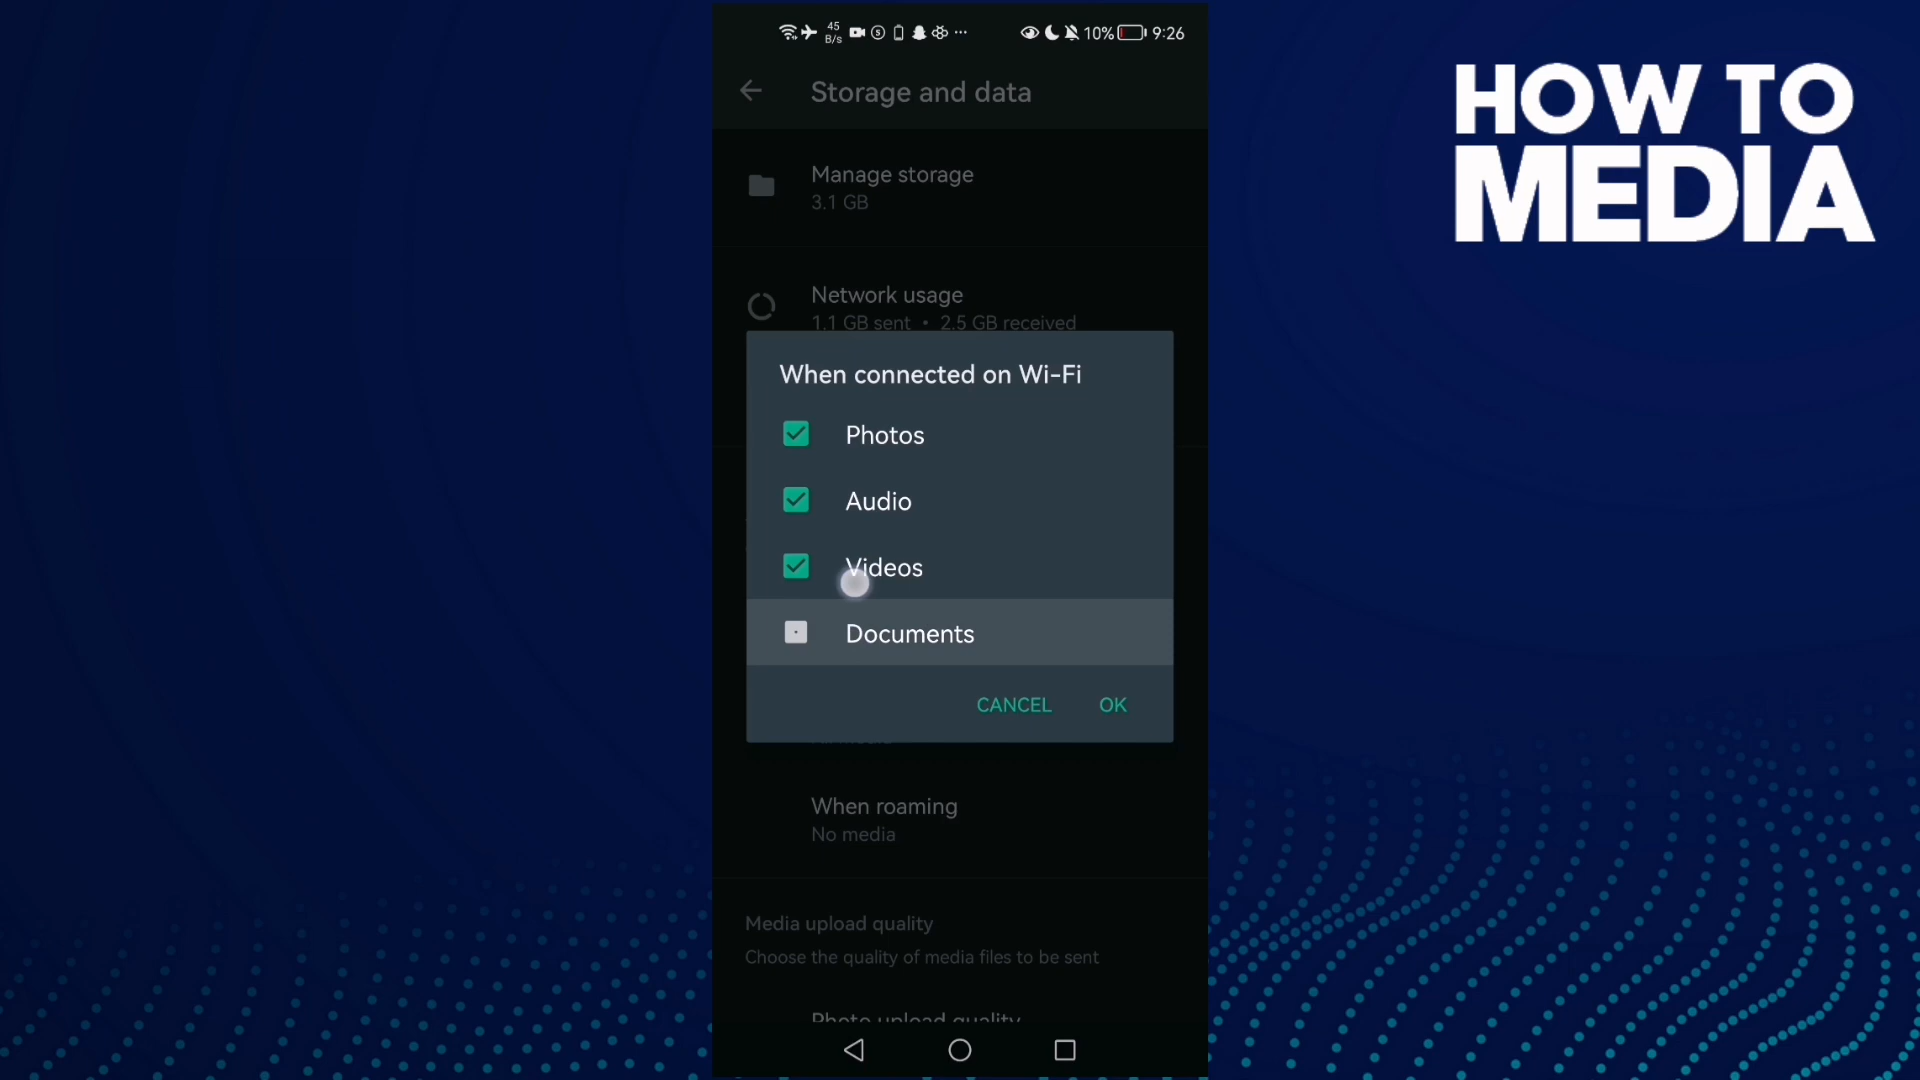 45
B/s
10%
9:26
HOW TO
MEDIA
Storage and data
Manage storage
3.1 GB
Network usage
1.1 GB sent • 2.5 GB received
When connected on Wi-Fi
Photos
Audio
Videos
Documents
CANCEL OK
When roaming
No media
Media upload quality
Choose the quality of media files to be sent
Photo upload quality